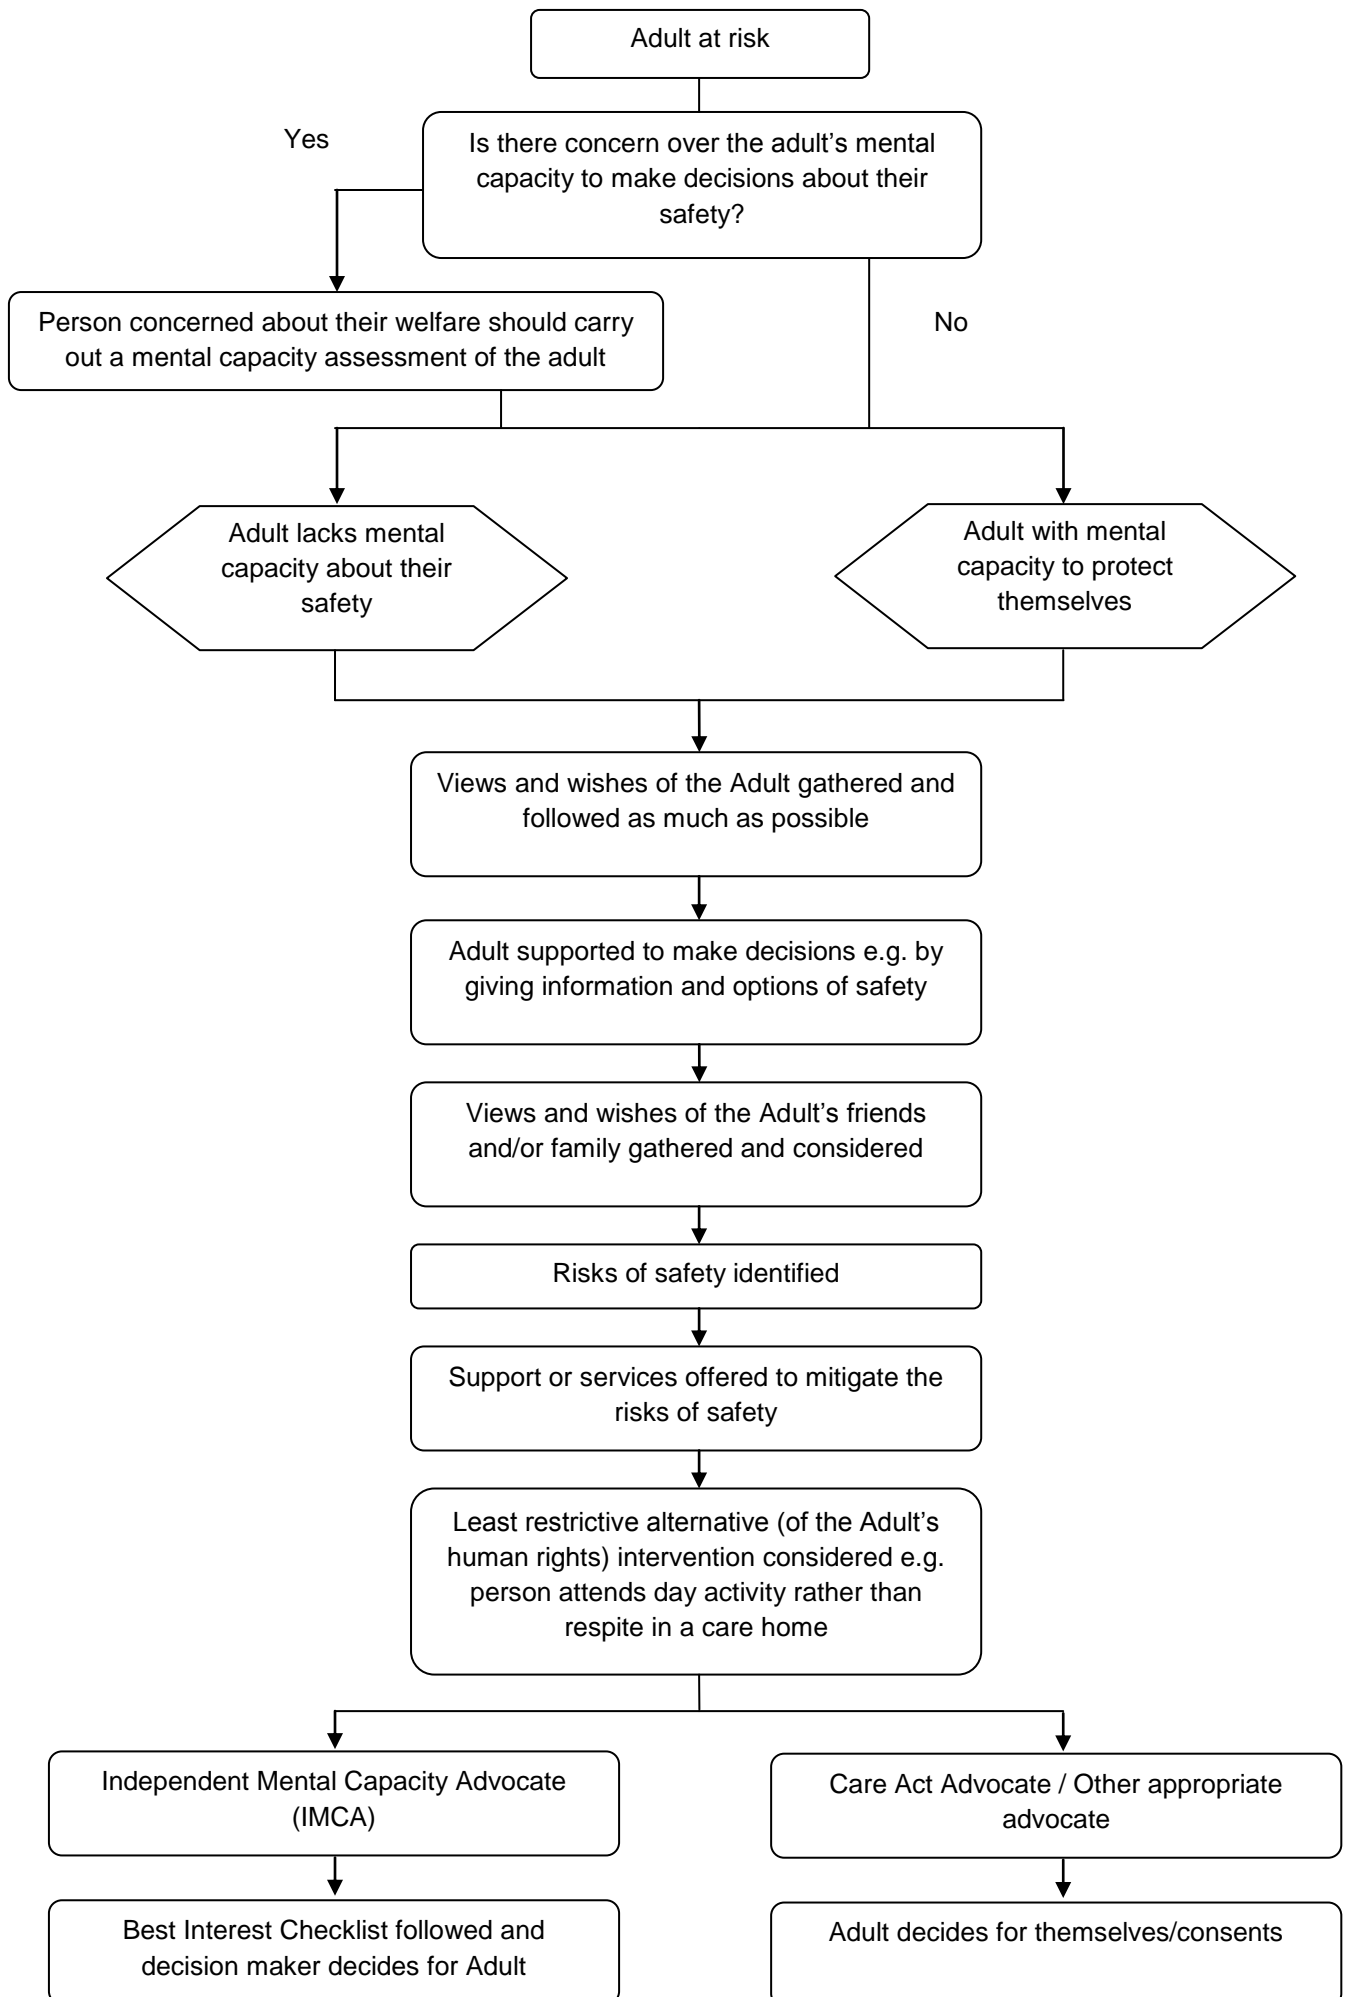 Adult at risk
Yes
Is there concern over the adult’s mental
capacity to make decisions about their
safety?
Person concerned about their welfare should carry
out a mental capacity assessment of the adult
No
Adult lacks mental
capacity about their
safety
Adult with mental
capacity to protect
themselves
Views and wishes of the Adult gathered and
followed as much as possible
Adult supported to make decisions e.g. by
giving information and options of safety
Views and wishes of the Adult’s friends
and/or family gathered and considered
Risks of safety identified
Support or services offered to mitigate the
risks of safety
Least restrictive alternative (of the Adult’s
human rights) intervention considered e.g.
person attends day activity rather than
respite in a care home
Independent Mental Capacity Advocate
(IMCA)
Care Act Advocate / Other appropriate
advocate
Best Interest Checklist followed and
decision maker decides for Adult
Adult decides for themselves/consents